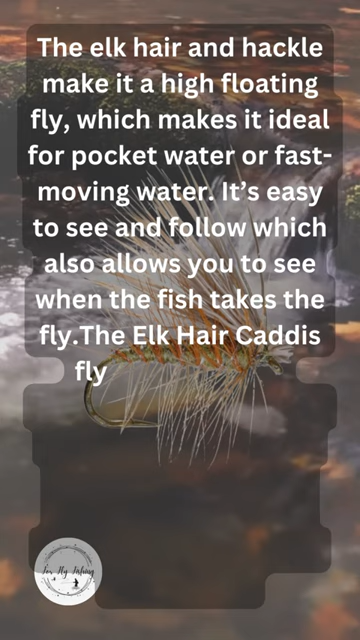 The elk hair and hackle
make it a high floating
fly, which makes it ideal
for pocket water or fast-
moving water. It’s easy
to see and follow which
also allows you to see
when the fish takes the
fly.The Elk Hair Caddis
fly